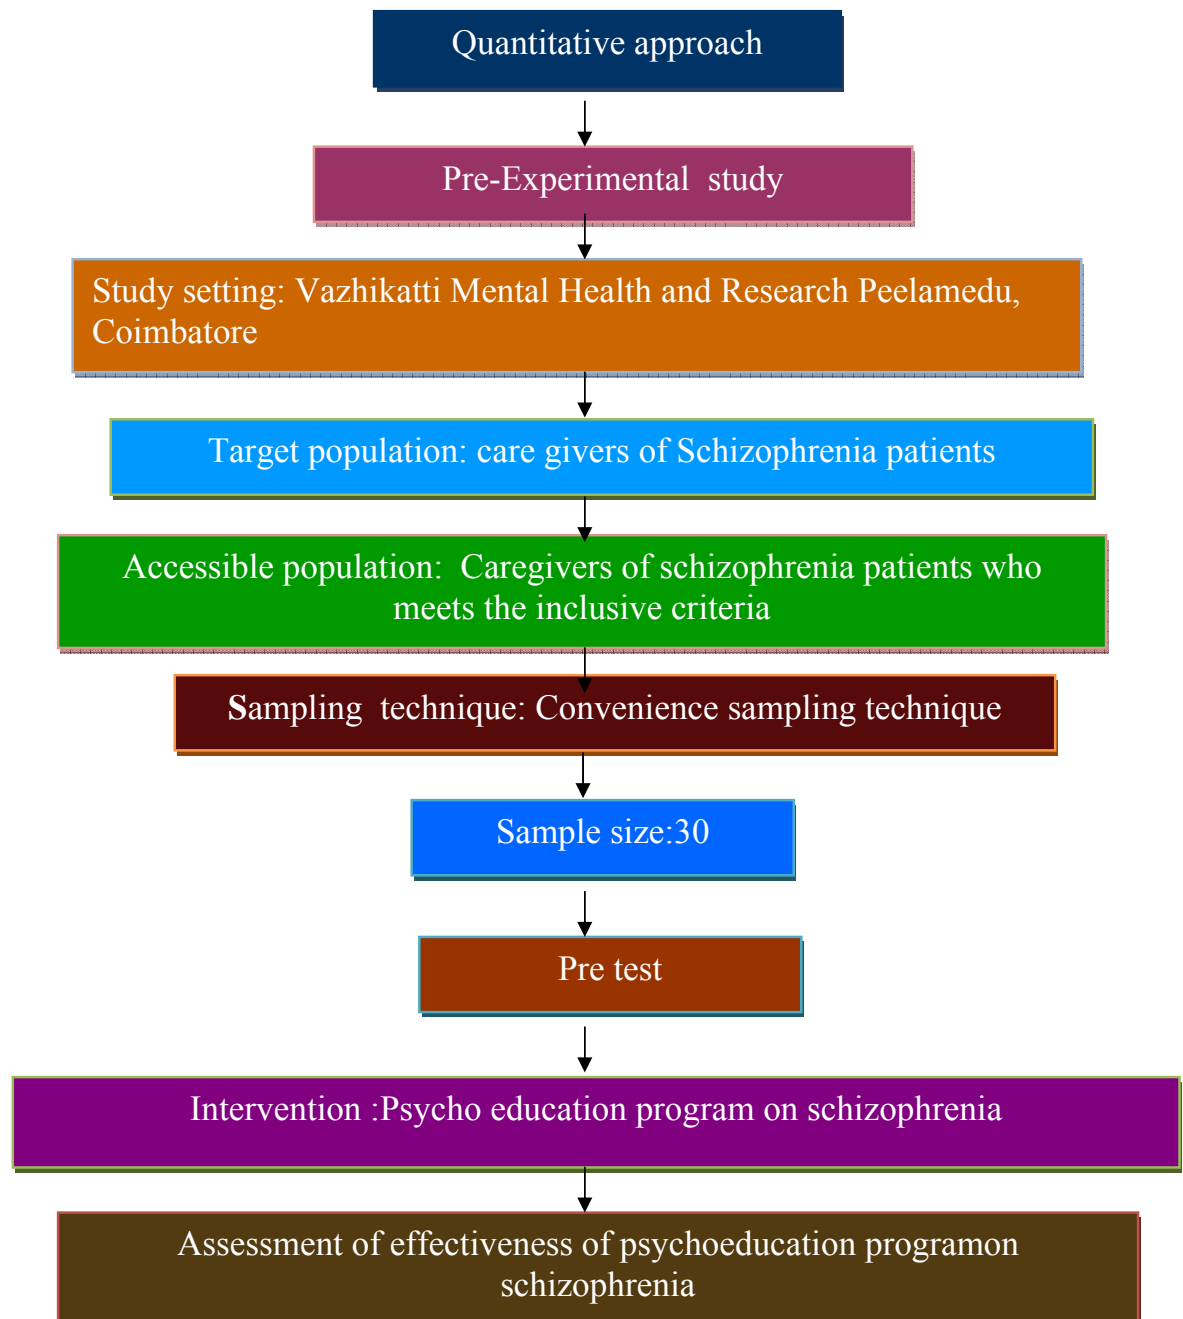 Quantitative approach
Pre-Experimental study
Study setting: Vazhikatti Mental Health and Research Peelamedu,
Coimbatore
Target population: care givers of Schizophrenia patients
Accessible population: Caregivers of schizophrenia patients who
meets the inclusive criteria
Sampling technique: Convenience sampling technique
Sample size:30
Pre test
Intervention :Psycho education program on schizophrenia
Assessment of effectiveness of psychoeducation programon
schizophrenia